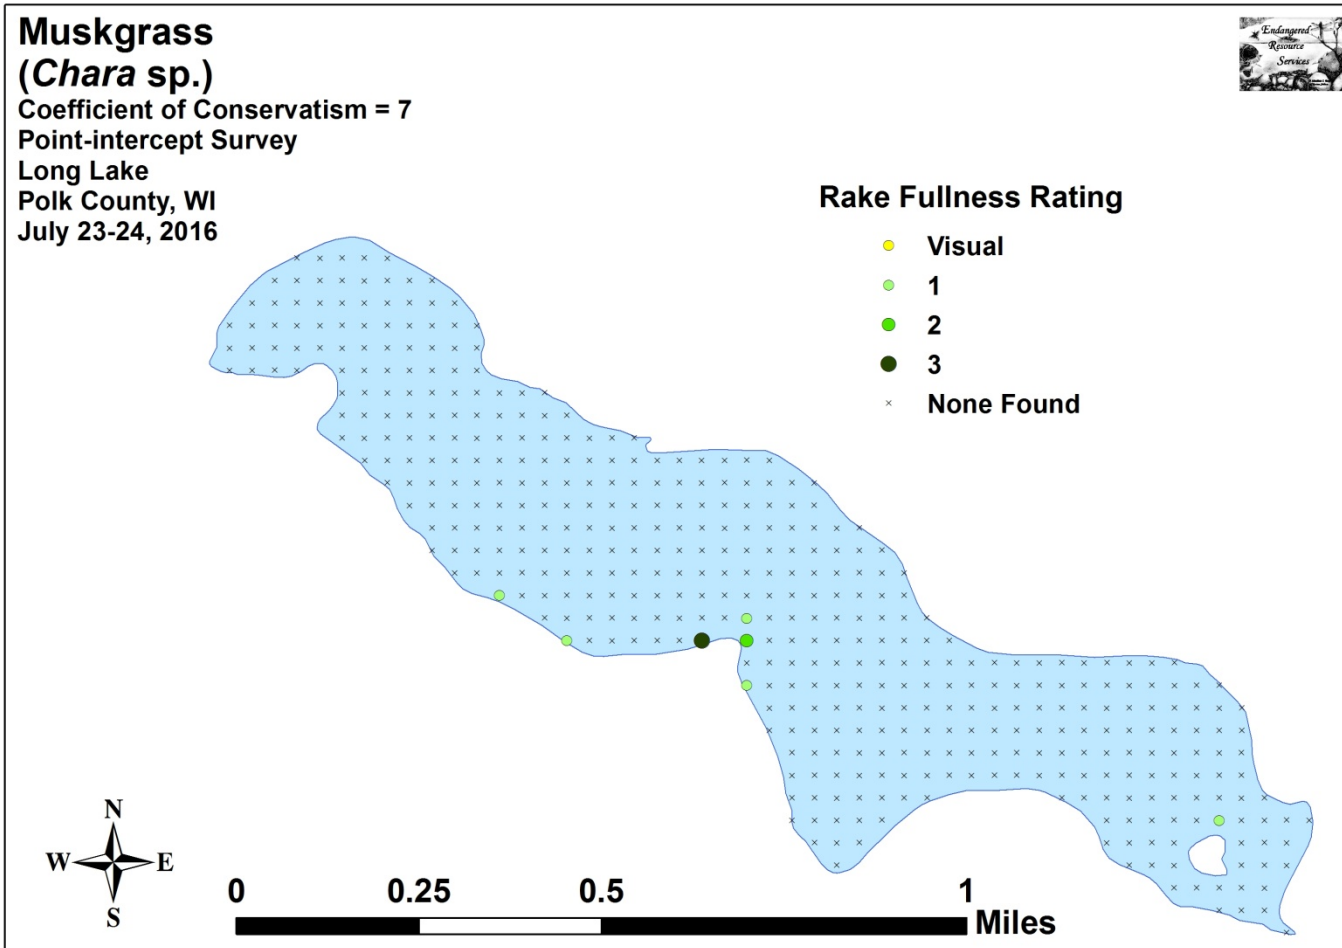 Muskgrass
(Chara sp.)
Coefficient of Conservatism = 7
Point-intercept Survey
Long Lake
Polk County, WI
July 23-24, 2016
Endangered
Resource
Services
Rake Fullness Rating
Visual
1
2
3
None Found
N
W E
S
0 0.25 0.5 1
Miles